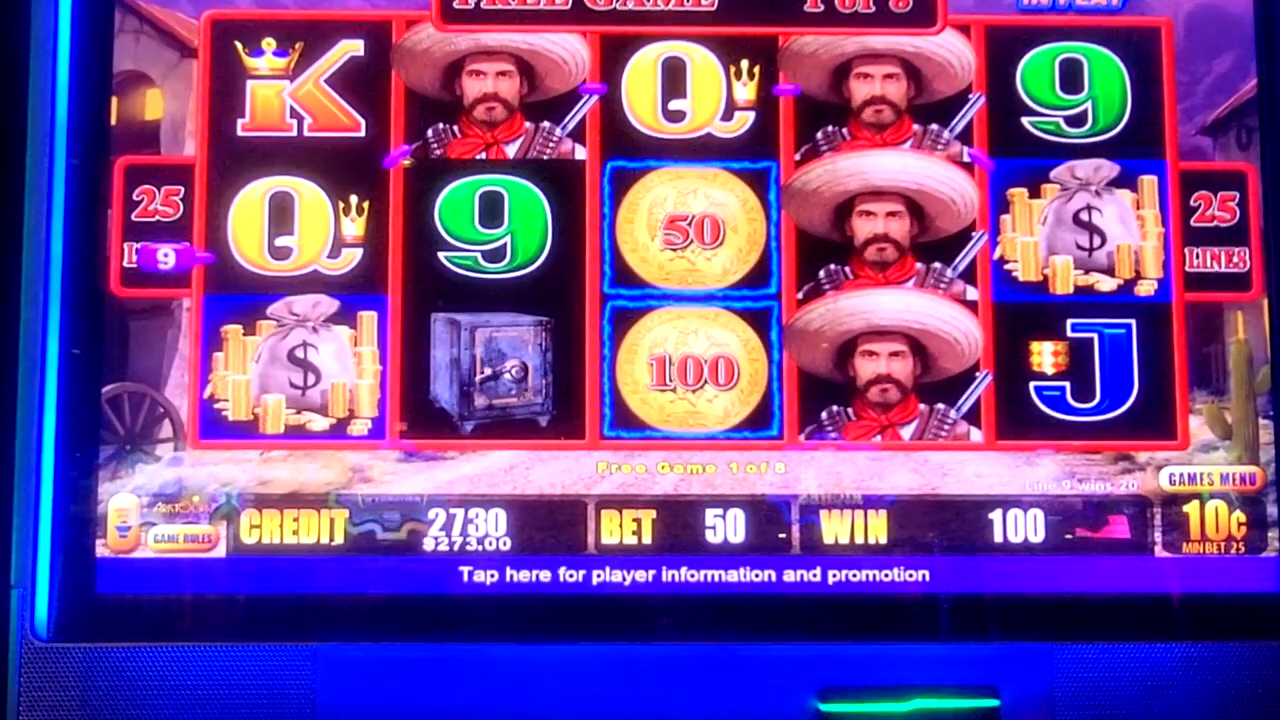 FREE GAME 1 of 8
IN PLAY
K
Q
9
25
Q
9
50
$
25
LINES
9
$
100
J
Free Game 1 of 8
Line 9 wins 20
GAMES MENU
GAME RULES
CREDIT
2730
$273.00
BET
50
WIN
100
10¢
MIN BET 25
Tap here for player information and promotion